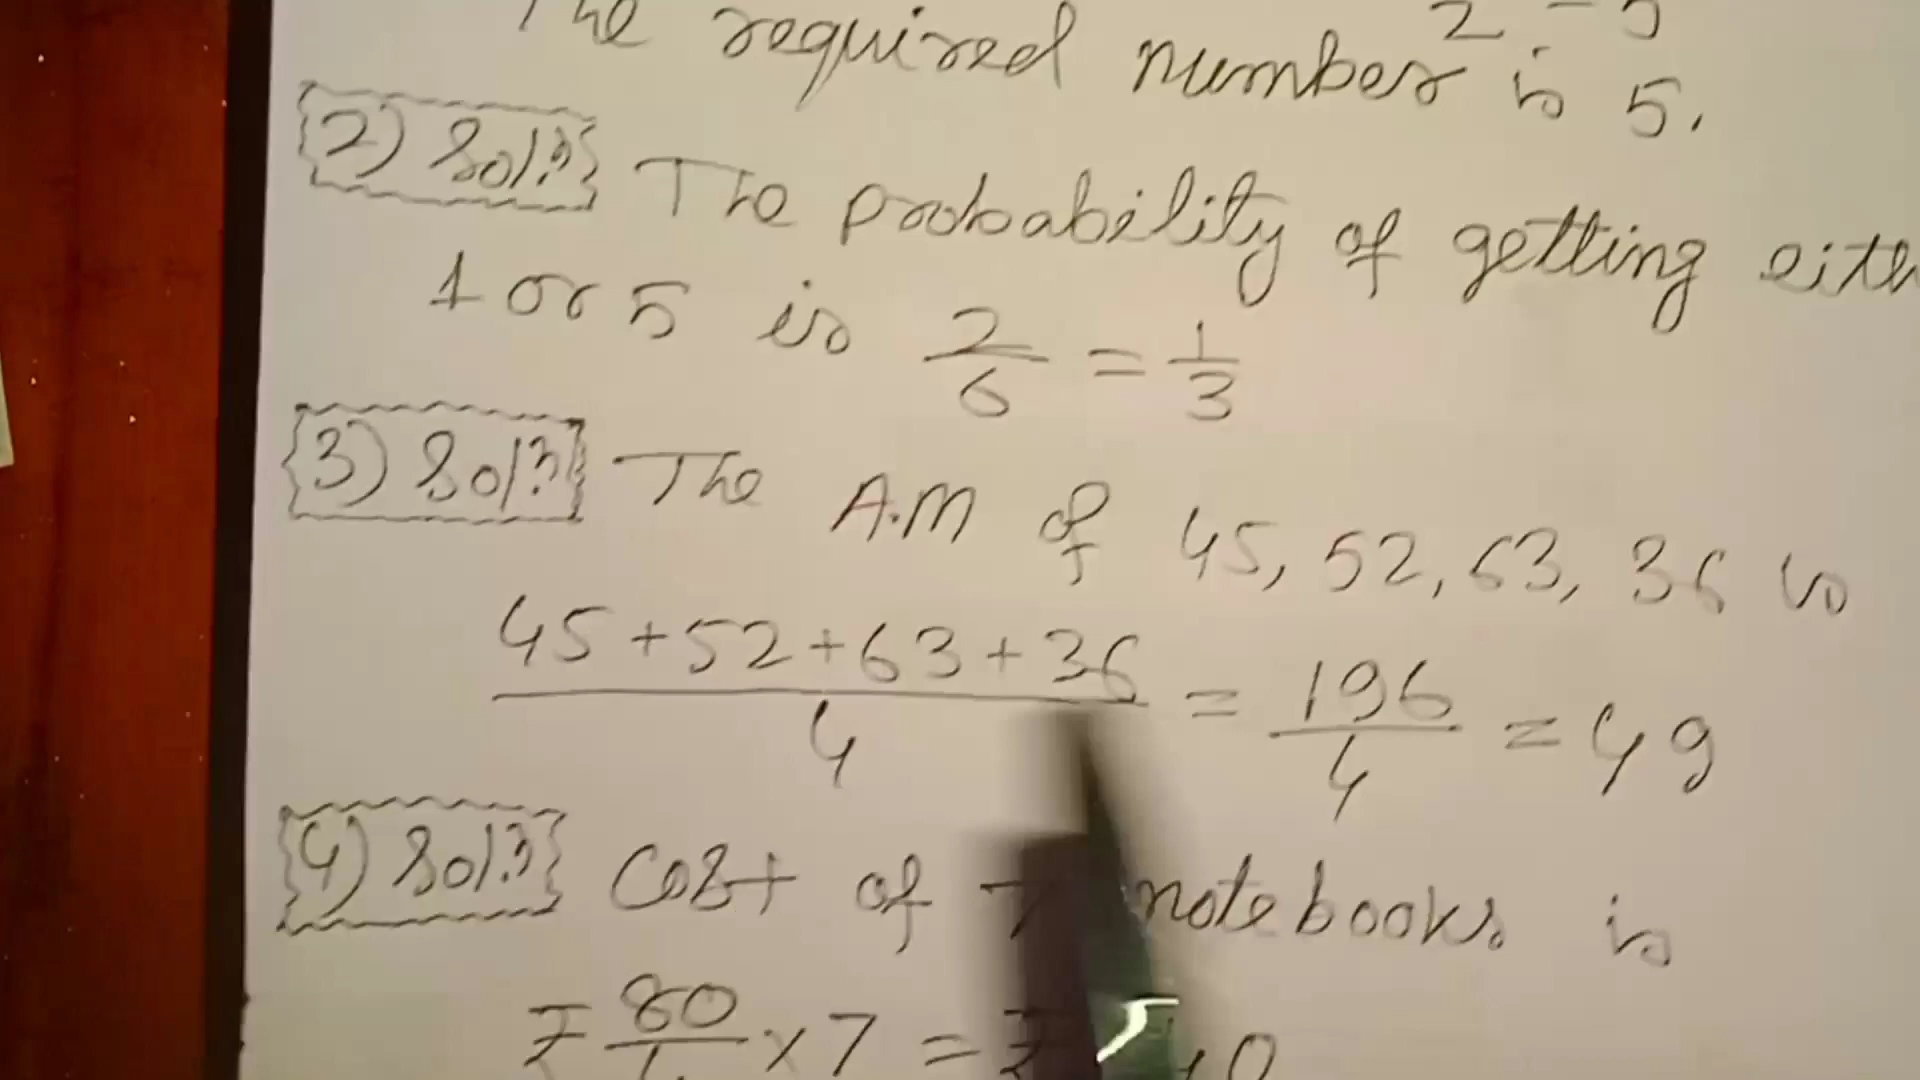 The required number is 5.
2) Sol?: The probability of getting
1 or 5 is 2/6 = 1/3
3) Sol?: The A.M of 45, 52, 63, 36 is
45+52+63+36/4 = 196/4 = 49
4) Sol?: Cost of 7 notebooks is
₹ 80/ × 7 = ₹